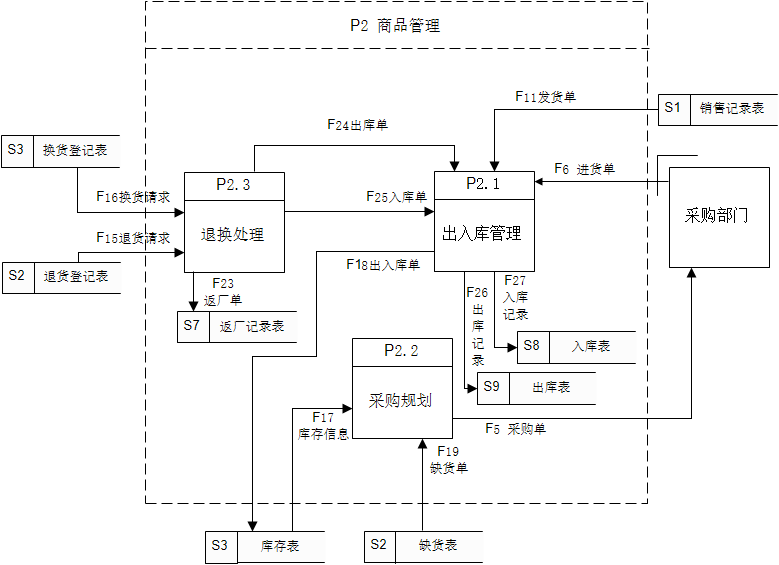 P2 商品管理
F11发货单
S1 销售记录表
F24出库单
S3 换货登记表
F6 进货单
P2.3
P2.1
F16换货请求
F25入库单
采购部门
退换处理
出入库管理
F15退货请求
F18出入库单
S2 退货登记表
F23
返厂单
F26
出
库
记
录
F27
入库
记录
S7 返厂记录表
S8 入库表
P2.2
S9 出库表
采购规划
F17
库存信息
F5 采购单
F19
缺货单
S3 库存表
S2 缺货表